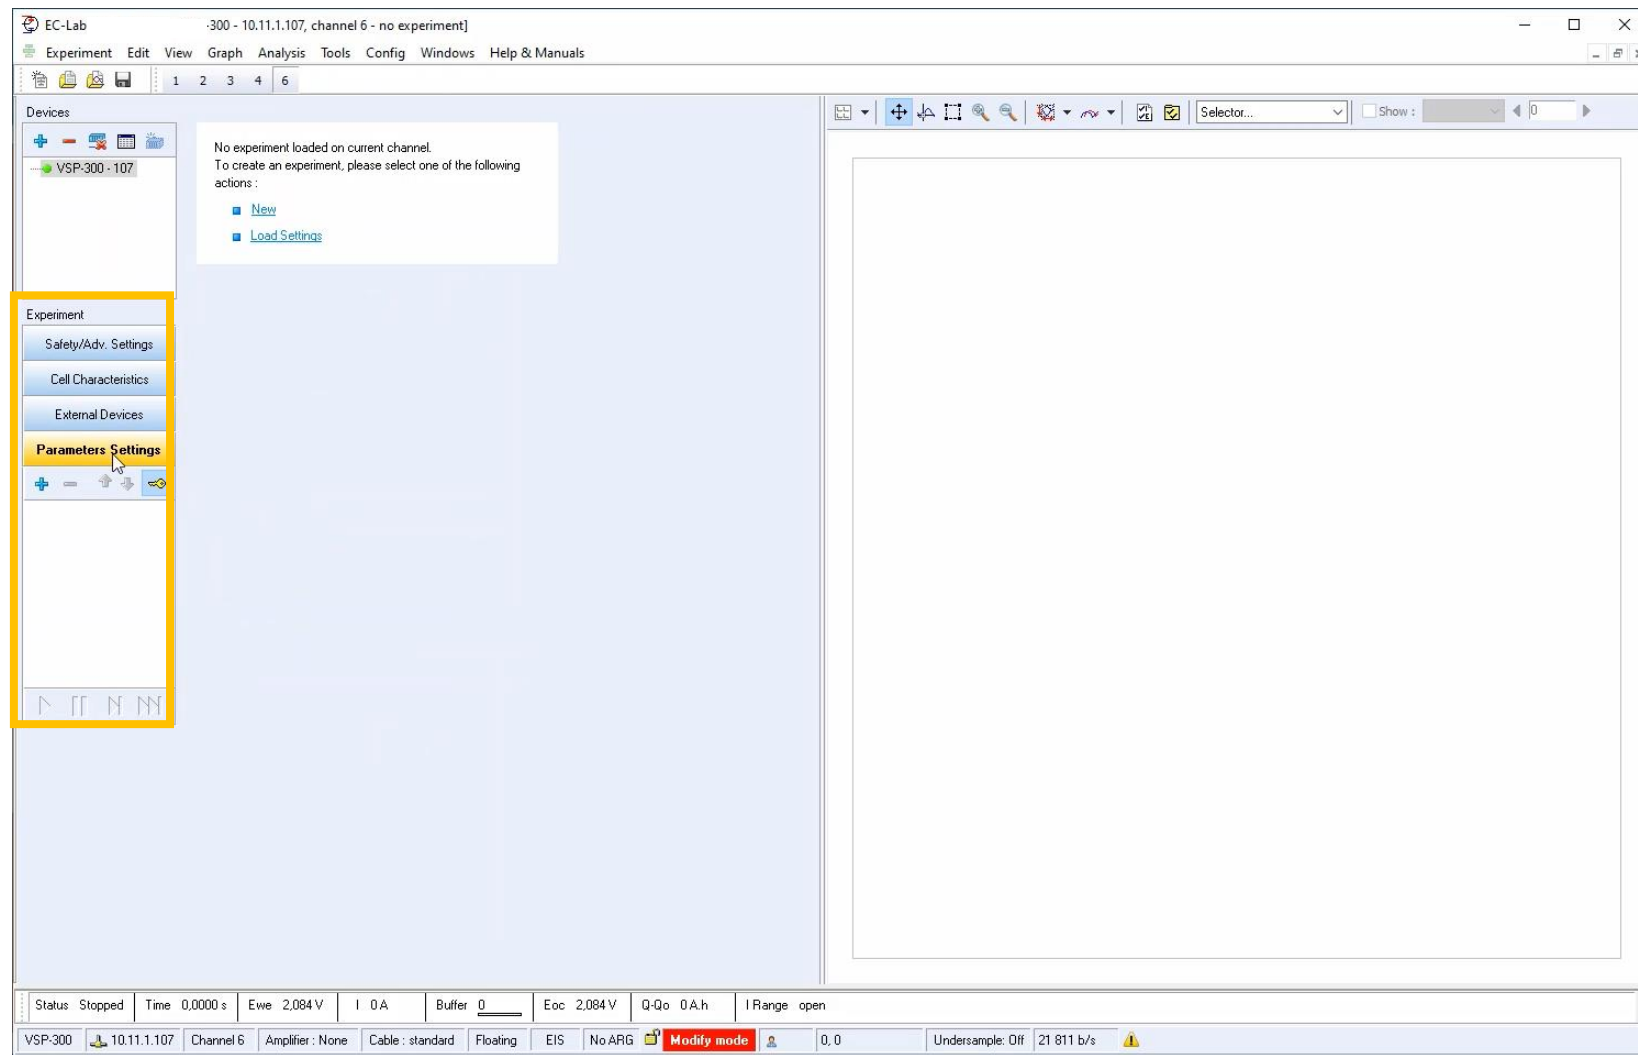 EC-Lab -300 - 10.11.1.107, channel 6 - no experiment]
Experiment Edit View Graph Analysis Tools Config Windows Help & Manuals
1 2 3 4 6
Devices
Selector... Show : 0
VSP-300 - 107
No experiment loaded on current channel.
To create an experiment, please select one of the following
actions :
New
Load Settings
Experiment
Safety/Adv. Settings
Cell Characteristics
External Devices
Parameters Settings
Status Stopped Time 0,0000 s Ewe 2,084 V I 0 A Buffer 0 Eoc 2,084 V Q-Qo 0 A.h I Range open
VSP-300 10.11.1.107 Channel 6 Amplifier : None Cable : standard Floating EIS No ARG Modify mode 0, 0 Undersample: Off 21 811 b/s